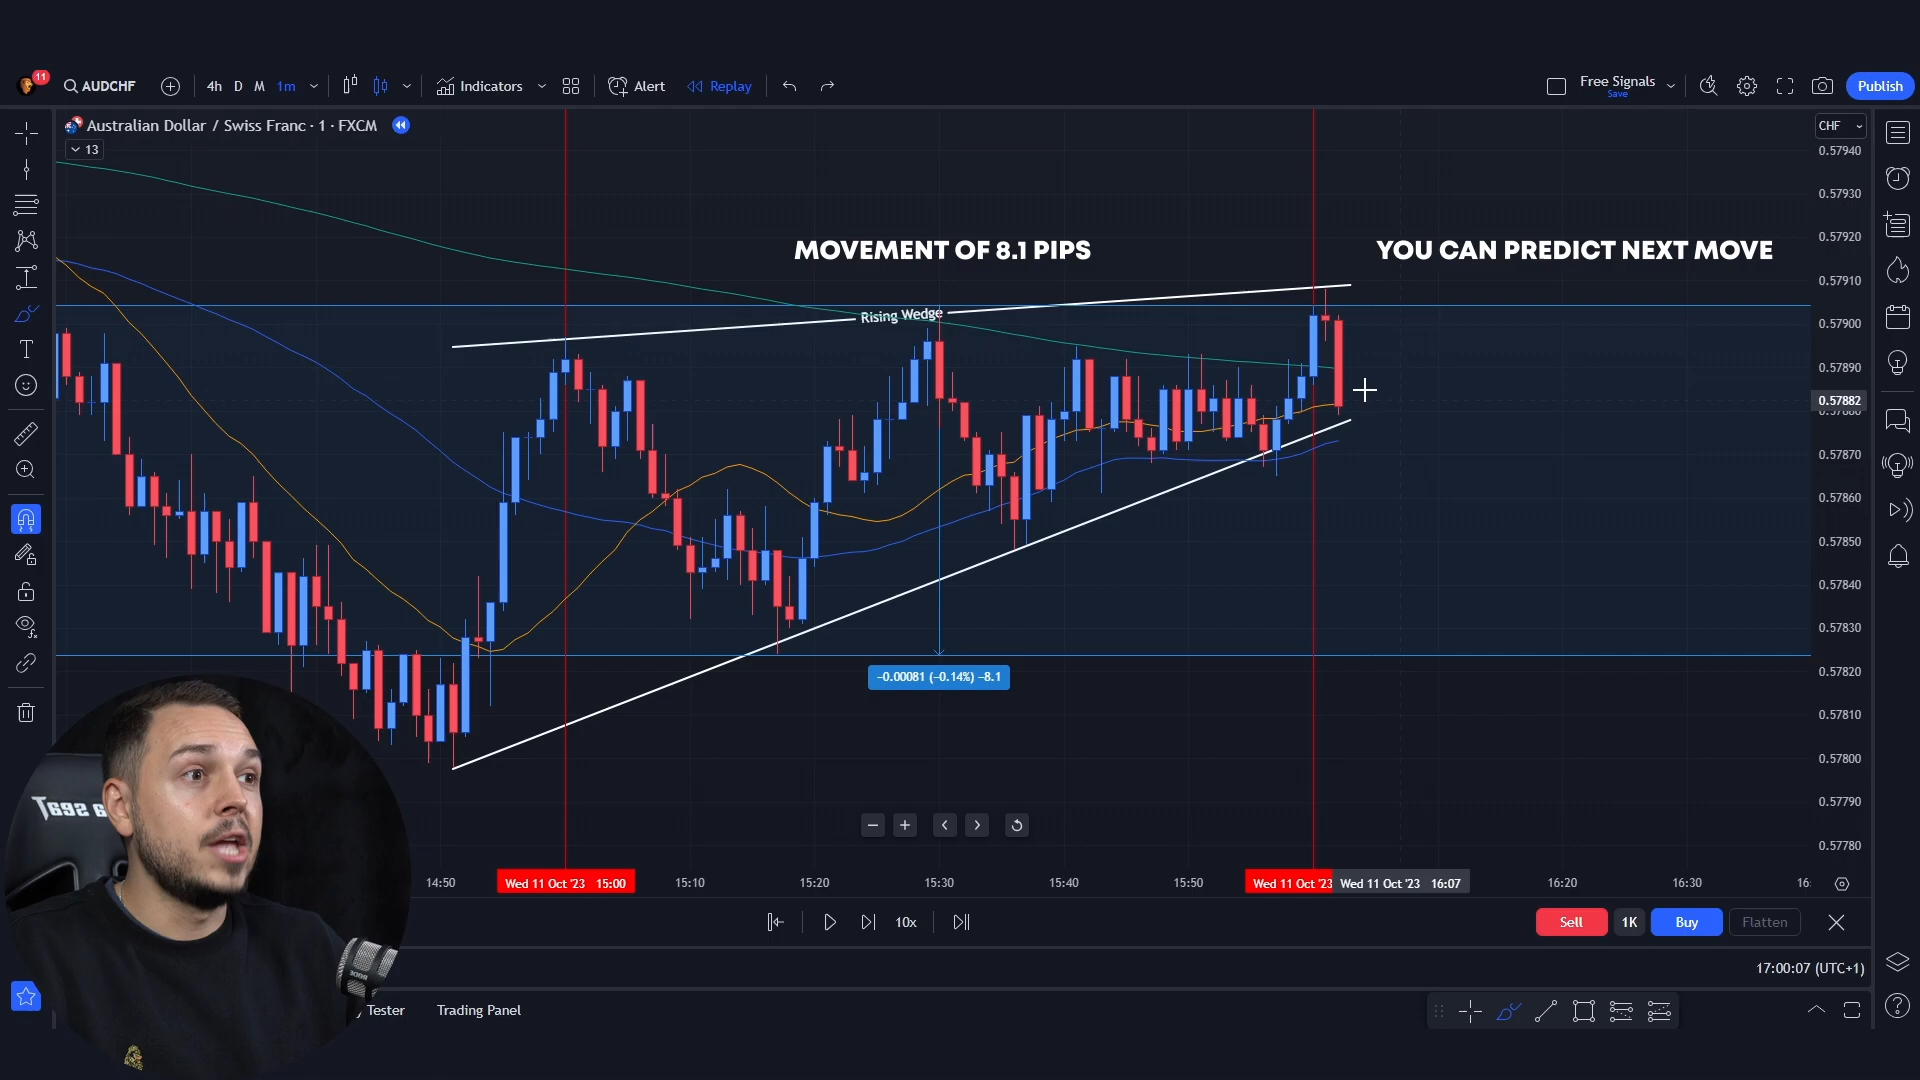 11
AUDCHF
4h D M 1m
Indicators
Alert
Replay
Free Signals
Save
Publish
Australian Dollar / Swiss Franc · 1 · FXCM
13
CHF
MOVEMENT OF 8.1 PIPS
YOU CAN PREDICT NEXT MOVE
Rising Wedge
−0.00081 (−0.14%) −8.1
0.57940
0.57930
0.57920
0.57910
0.57900
0.57890
0.57882
0.57880
0.57870
0.57860
0.57850
0.57840
0.57830
0.57820
0.57810
0.57800
0.57790
0.57780
14:50
Wed 11 Oct '23 15:00
15:10
15:20
15:30
15:40
15:50
Wed 11 Oct '23
Wed 11 Oct '23 16:07
16:20
16:30
16:
10x
Sell
1K
Buy
Flatten
17:00:07 (UTC+1)
Tester
Trading Panel
RODE